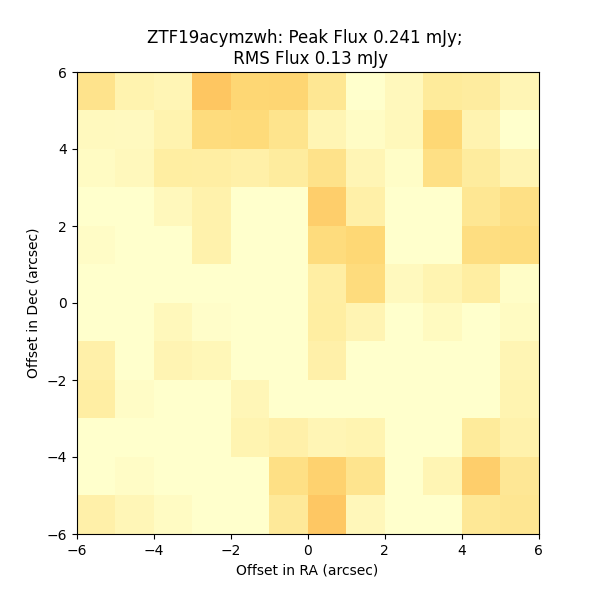 ZTF19acymzwh: Peak Flux 0.241 mJy;
RMS Flux 0.13 mJy
6
4
2
0
−2
−4
−6
Offset in Dec (arcsec)
−6 −4 −2 0 2 4 6
Offset in RA (arcsec)